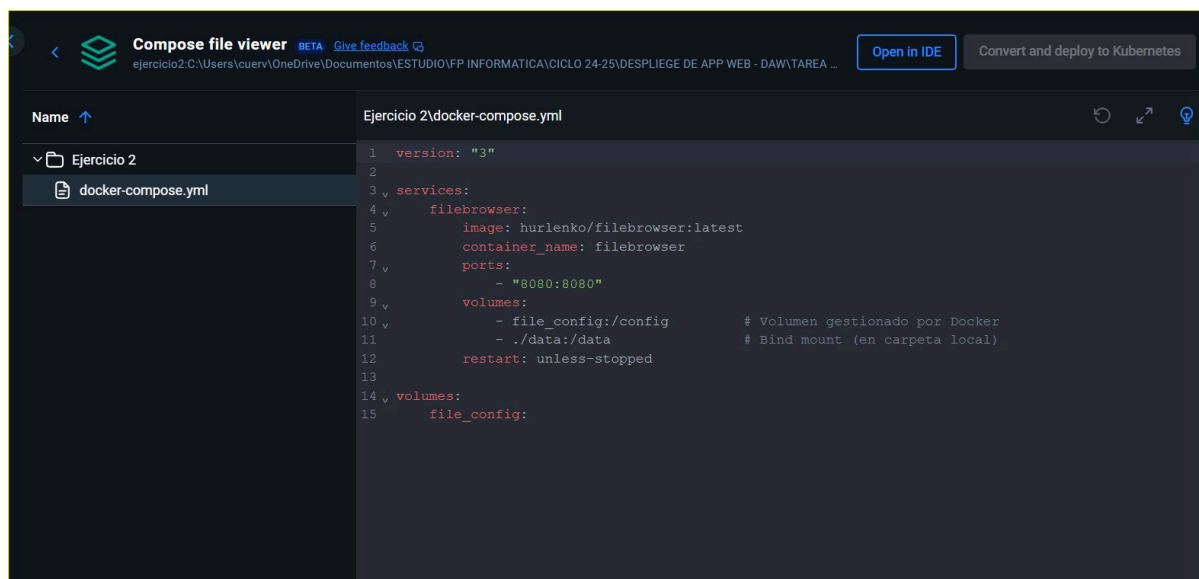 Compose file viewer BETA Give feedback
ejercicio2:C:\Users\cuerv\OneDrive\Documentos\ESTUDIO\FP INFORMATICA\CICLO 24-25\DESPLIEGE DE APP WEB - DAW\TAREA ...
Open in IDE
Convert and deploy to Kubernetes
Name
Ejercicio 2
docker-compose.yml
Ejercicio 2\docker-compose.yml
1 version: "3"
2
3 services:
4     filebrowser:
5         image: hurlenko/filebrowser:latest
6         container_name: filebrowser
7         ports:
8             - "8080:8080"
9         volumes:
10             - file_config:/config         # Volumen gestionado por Docker
11             - ./data:/data                # Bind mount (en carpeta local)
12         restart: unless-stopped
13
14 volumes:
15     file_config: